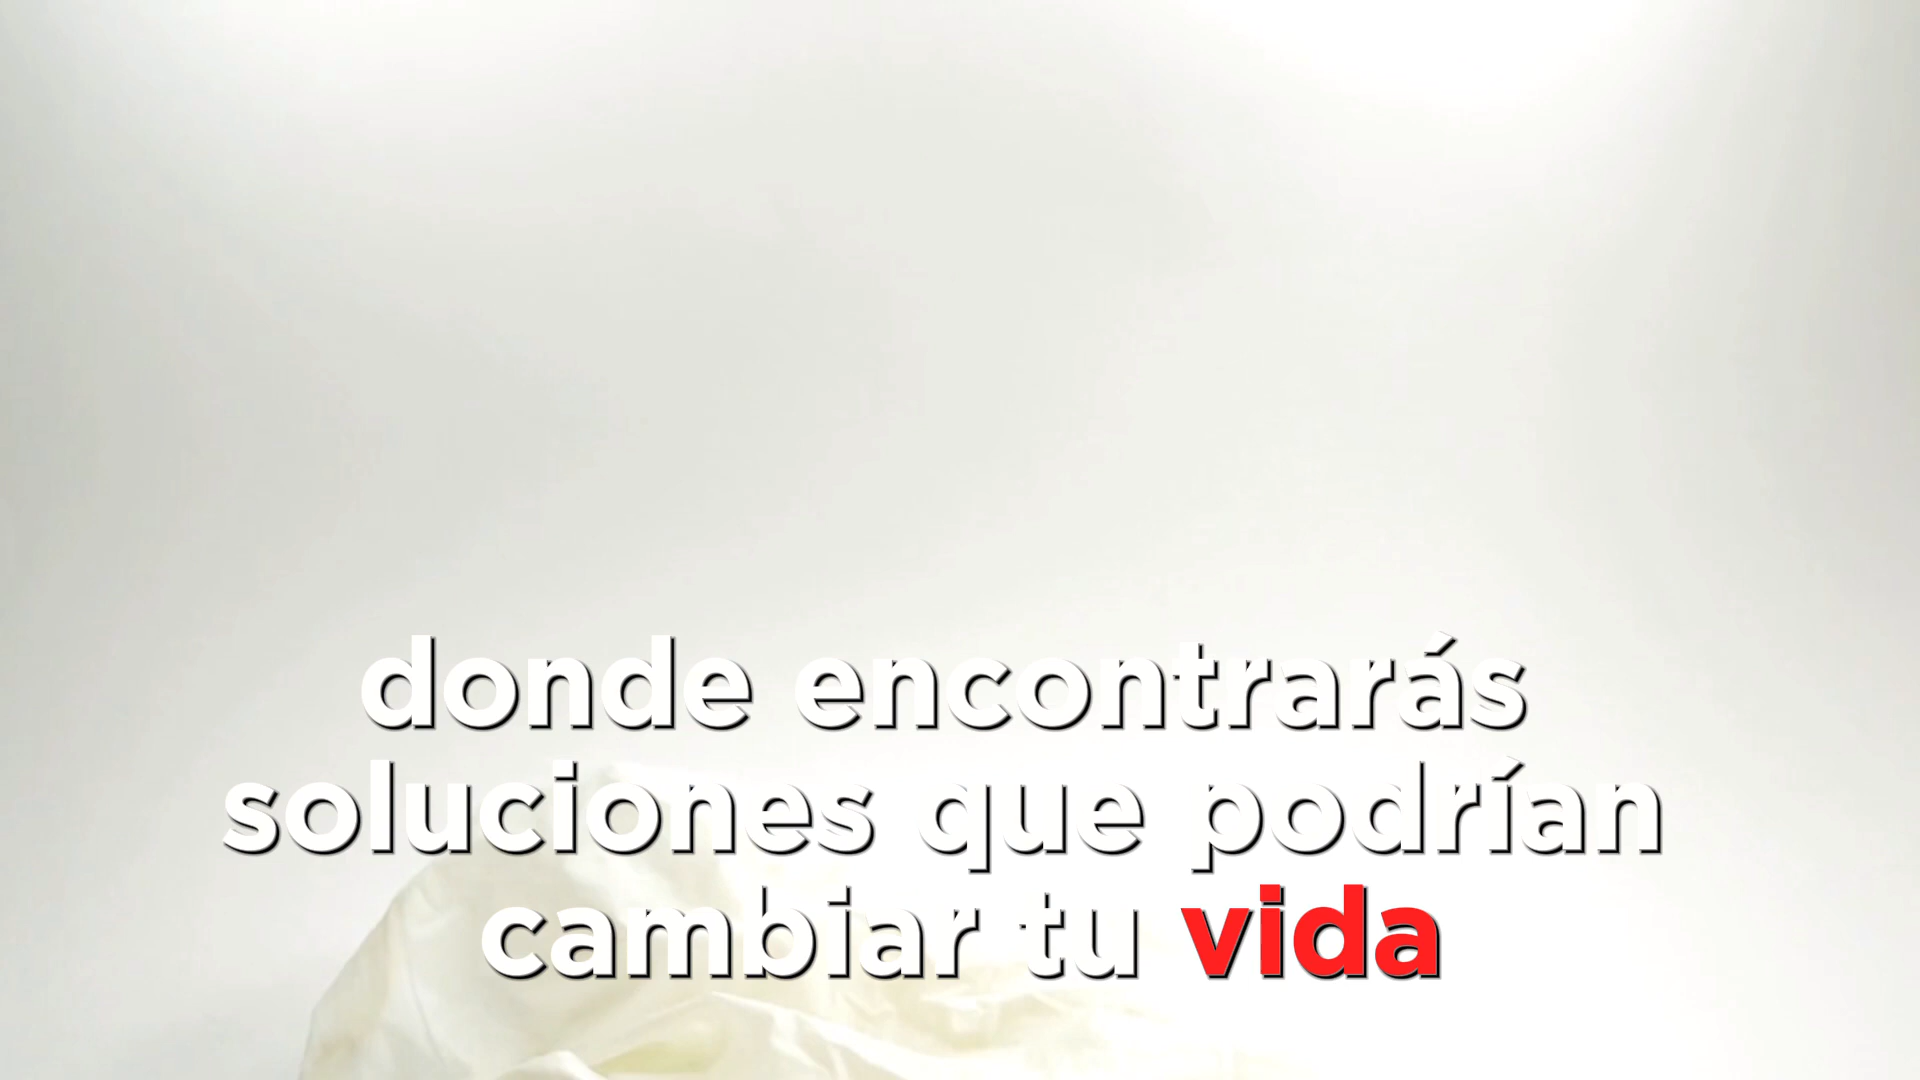 donde encontrarás
soluciones que podrían
cambiar tu vida